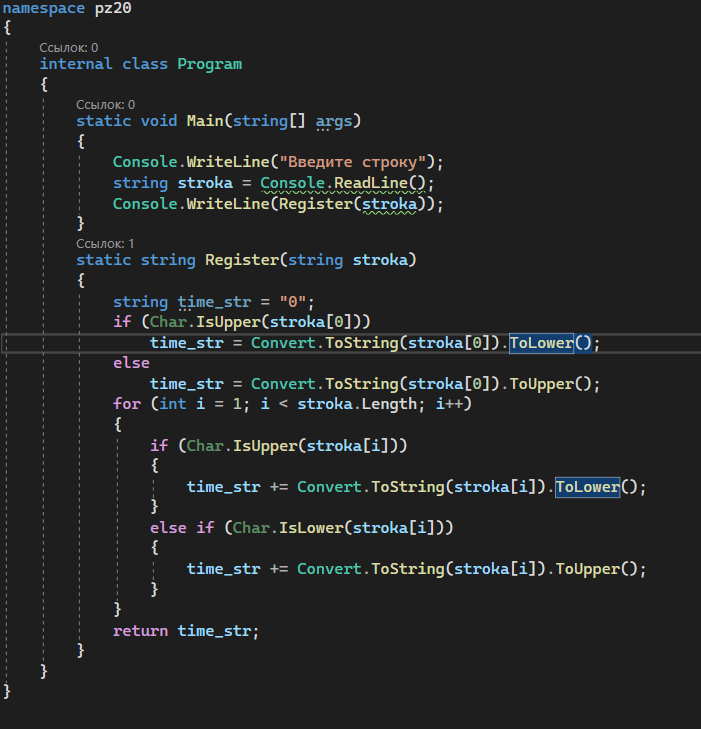 namespace pz20
{
Ссылок: 0
internal class Program
{
Ссылок: 0
static void Main(string[] args)
{
Console.WriteLine("Введите строку");
string stroka = Console.ReadLine();
Console.WriteLine(Register(stroka));
}
Ссылок: 1
static string Register(string stroka)
{
string time_str = "0";
if (Char.IsUpper(stroka[0]))
time_str = Convert.ToString(stroka[0]).ToLower();
else
time_str = Convert.ToString(stroka[0]).ToUpper();
for (int i = 1; i < stroka.Length; i++)
{
if (Char.IsUpper(stroka[i]))
{
time_str += Convert.ToString(stroka[i]).ToLower();
}
else if (Char.IsLower(stroka[i]))
{
time_str += Convert.ToString(stroka[i]).ToUpper();
}
}
return time_str;
}
}
}